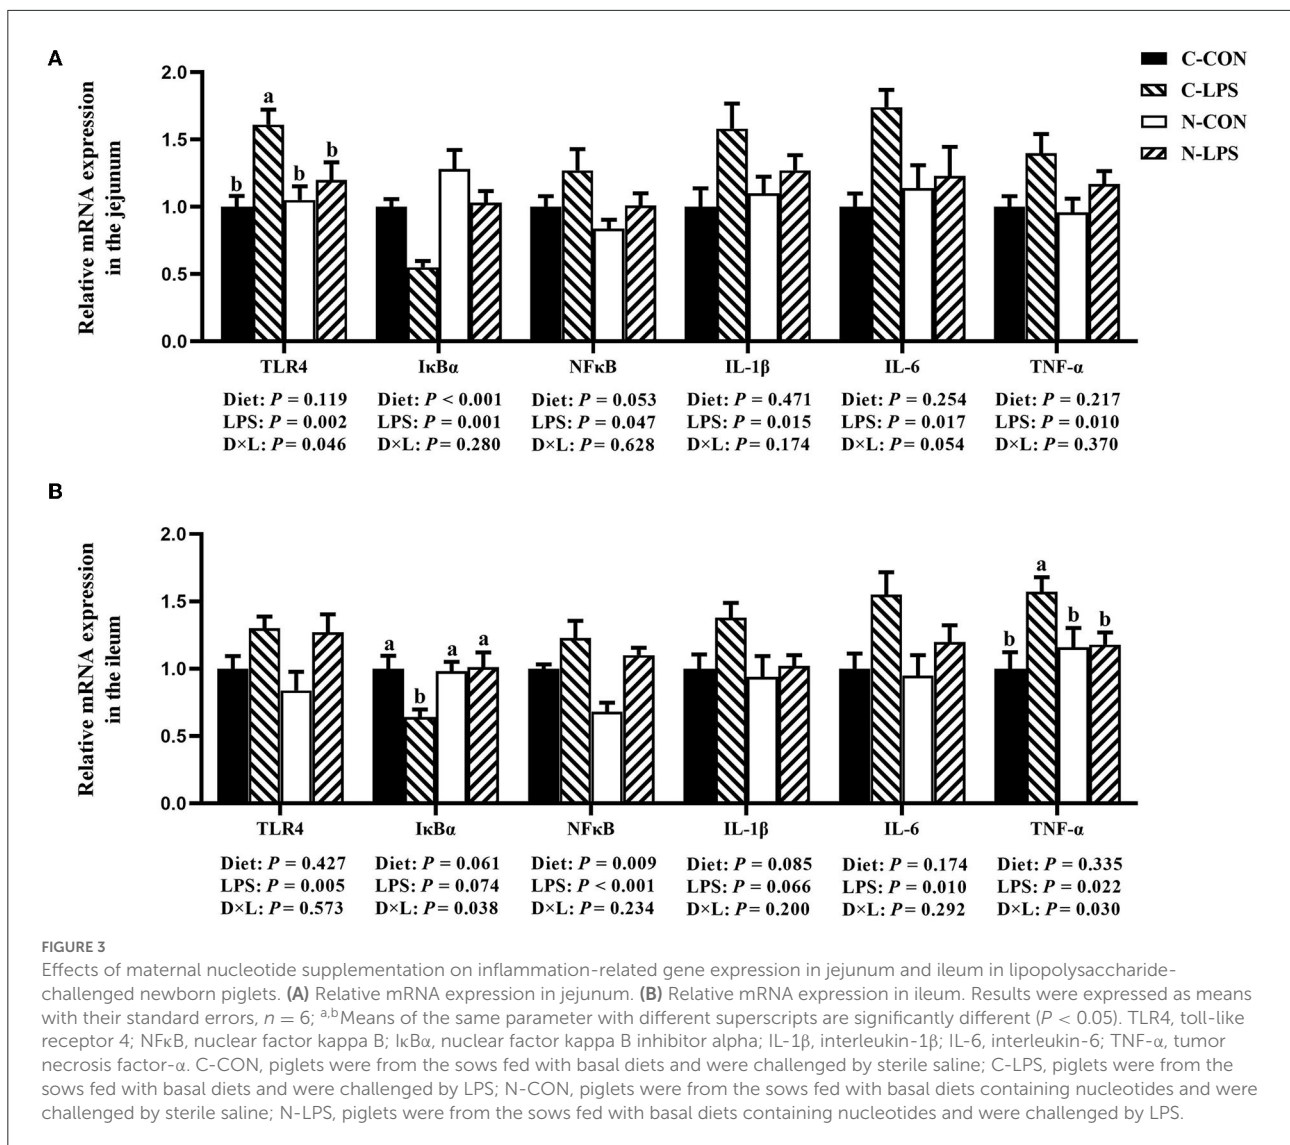 A
C-CON
C-LPS
N-CON
N-LPS
Relative mRNA expression
in the jejunum
2.0
1.5
1.0
0.5
0.0
b a b b
TLR4 IκBα NFκB IL-1β IL-6 TNF-α
Diet: P = 0.119 Diet: P < 0.001 Diet: P = 0.053 Diet: P = 0.471 Diet: P = 0.254 Diet: P = 0.217
LPS: P = 0.002 LPS: P = 0.001 LPS: P = 0.047 LPS: P = 0.015 LPS: P = 0.017 LPS: P = 0.010
D×L: P = 0.046 D×L: P = 0.280 D×L: P = 0.628 D×L: P = 0.174 D×L: P = 0.054 D×L: P = 0.370
B
Relative mRNA expression
in the ileum
2.0
1.5
1.0
0.5
0.0
a b a a b a b b
TLR4 IκBα NFκB IL-1β IL-6 TNF-α
Diet: P = 0.427 Diet: P = 0.061 Diet: P = 0.009 Diet: P = 0.085 Diet: P = 0.174 Diet: P = 0.335
LPS: P = 0.005 LPS: P = 0.074 LPS: P < 0.001 LPS: P = 0.066 LPS: P = 0.010 LPS: P = 0.022
D×L: P = 0.573 D×L: P = 0.038 D×L: P = 0.234 D×L: P = 0.200 D×L: P = 0.292 D×L: P = 0.030
FIGURE 3
Effects of maternal nucleotide supplementation on inflammation-related gene expression in jejunum and ileum in lipopolysaccharide-
challenged newborn piglets. (A) Relative mRNA expression in jejunum. (B) Relative mRNA expression in ileum. Results were expressed as means
with their standard errors, n = 6; a,bMeans of the same parameter with different superscripts are significantly different (P < 0.05). TLR4, toll-like
receptor 4; NFκB, nuclear factor kappa B; IκBα, nuclear factor kappa B inhibitor alpha; IL-1β, interleukin-1β; IL-6, interleukin-6; TNF-α, tumor
necrosis factor-α. C-CON, piglets were from the sows fed with basal diets and were challenged by sterile saline; C-LPS, piglets were from the
sows fed with basal diets and were challenged by LPS; N-CON, piglets were from the sows fed with basal diets containing nucleotides and were
challenged by sterile saline; N-LPS, piglets were from the sows fed with basal diets containing nucleotides and were challenged by LPS.